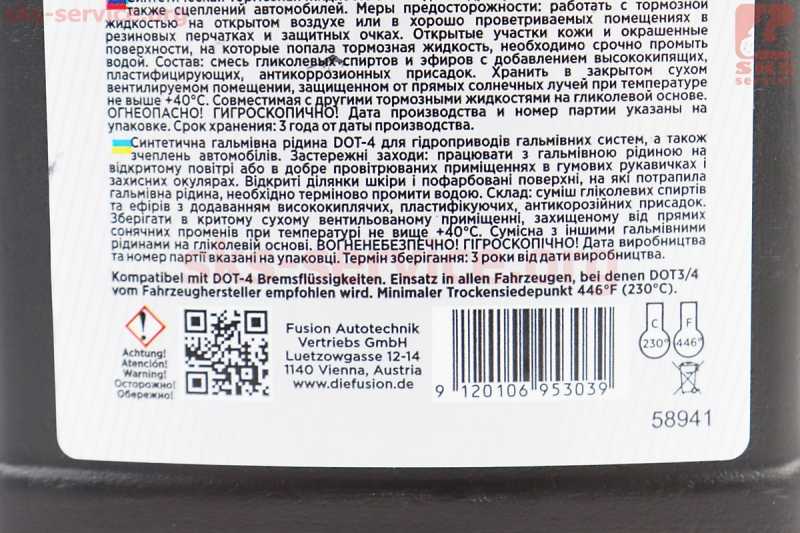 sks-service.org
также сцеплений автомобилей. Меры предосторожности: работать с тормозной
жидкостью на открытом воздухе или в хорошо проветриваемых помещениях в
резиновых перчатках и защитных очках. Открытые участки кожи и окрашенные
поверхности, на которые попала тормозная жидкость, необходимо срочно промыть
водой. Состав: смесь гликолевых спиртов и эфиров с добавлением высококипящих,
пластифицирующих, антикоррозионных присадок. Хранить в закрытом сухом
вентилируемом помещении, защищенном от прямых солнечных лучей при температуре
не выше +40°С. Совместимая с другими тормозными жидкостями на гликолевой основе.
ОГНЕОПАСНО! ГИГРОСКОПИЧНО! Дата производства и номер партии указаны на
упаковке. Срок хранения: 3 года от даты производства.
Синтетична гальмівна рідина DOT-4 для гідроприводів гальмівних систем, а також
зчеплень автомобілів. Застережні заходи: працювати з гальмівною рідиною на
відкритому повітрі або в добре провітрюваних приміщеннях в гумових рукавичках і
захисних окулярах. Відкриті ділянки шкіри і пофарбовані поверхні, на які потрапила
гальмівна рідина, необхідно терміново промити водою. Склад: суміш гліколевих спиртів
та ефірів з додаванням висококиплячих, пластифікуючих, антикорозійних присадок.
Зберігати в критому сухому вентильованому приміщенні, захищеному від прямих
сонячних променів при температурі не вище +40°С. Сумісна з іншими гальмівними
рідинами на гліколевій основі. ВОГНЕНЕБЕЗПЕЧНО! ГІГРОСКОПІЧНО! Дата виробництва
та номер партії вказані на упаковці. Термін зберігання: 3 роки від дати виробництва.
Kompatibel mit DOT-4 Bremsflüssigkeiten. Einsatz in allen Fahrzeugen, bei denen DOT3/4
vom Fahrzeughersteller empfohlen wird. Minimaler Trockensiedepunkt 446°F (230°C).
Achtung!
Atención!
Warning!
Осторожно!
Обережно!
Fusion Autotechnik
Vertriebs GmbH
Luetzowgasse 12-14
1140 Vienna, Austria
www.diefusion.de
9 120106 953039
C F
230° 446°
58941